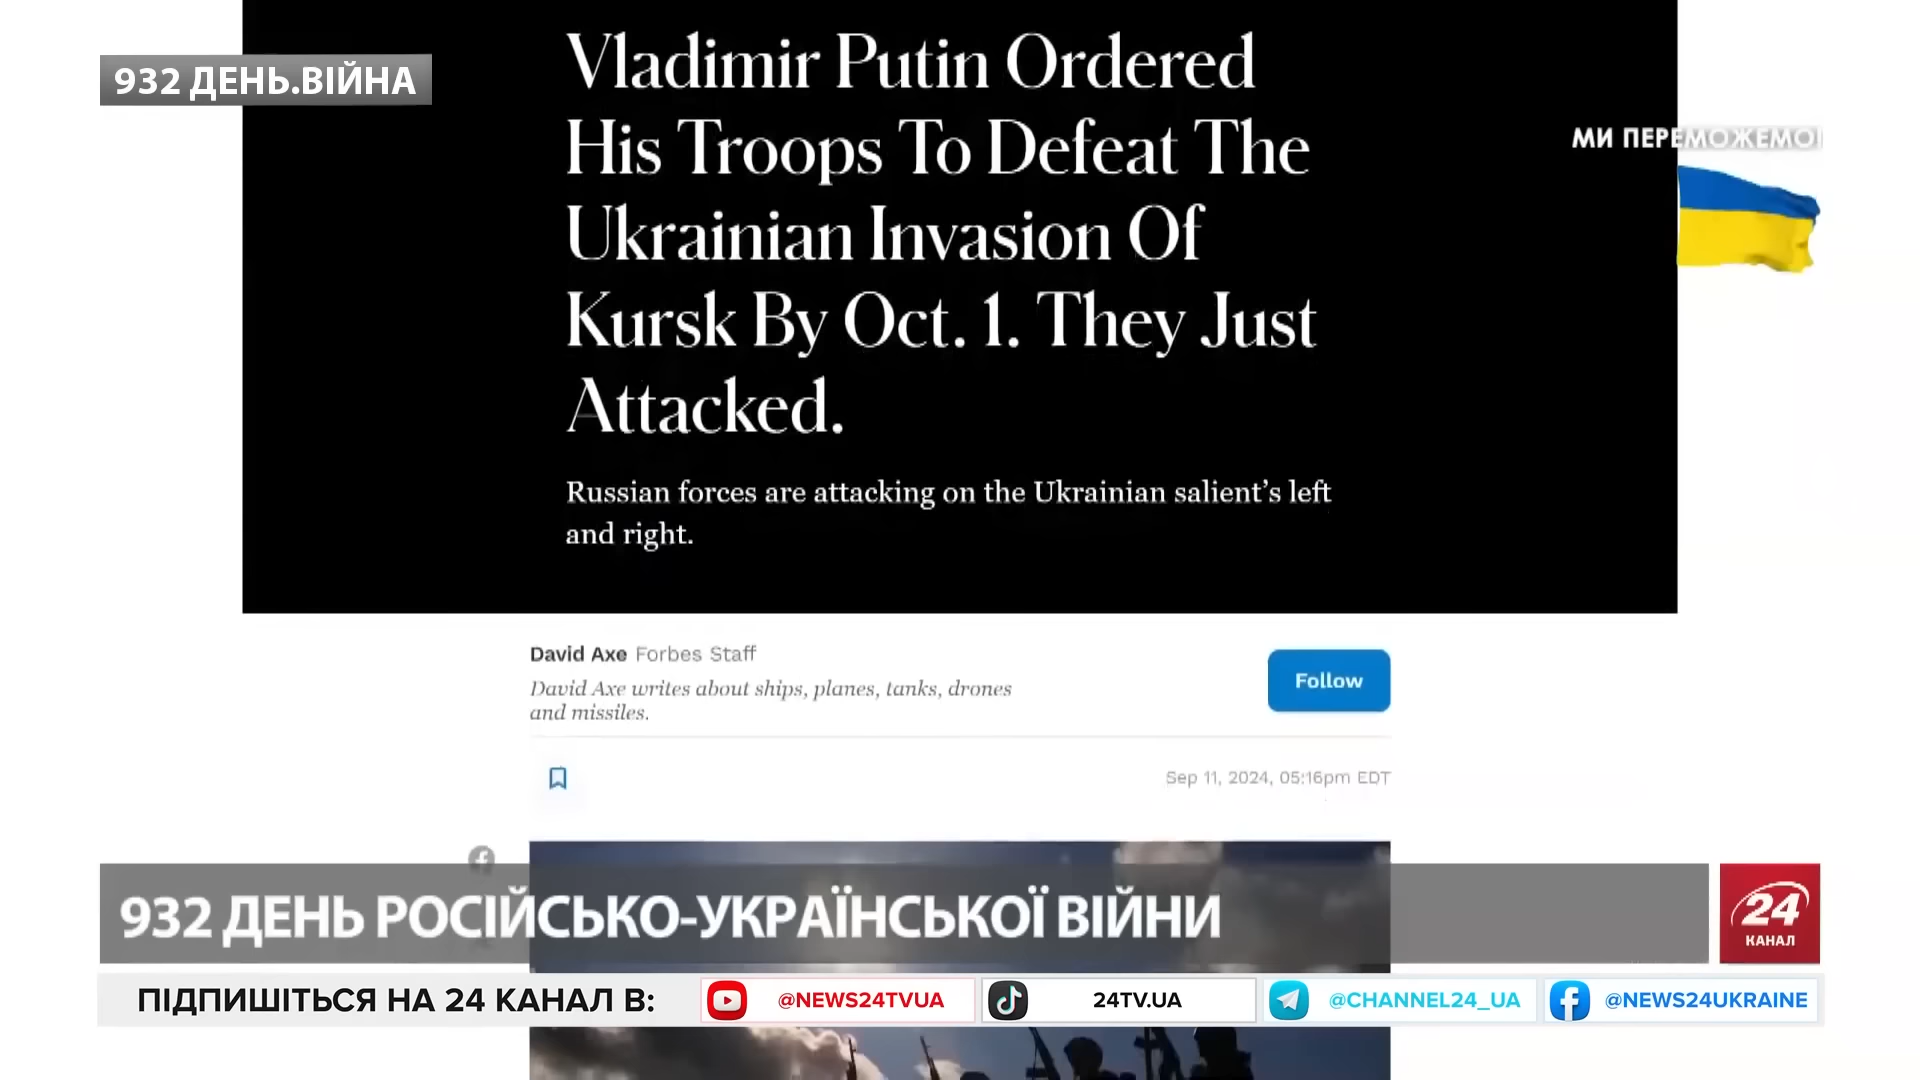 932 ДЕНЬ.ВІЙНА
Vladimir Putin Ordered
His Troops To Defeat The
Ukrainian Invasion Of
Kursk By Oct. 1. They Just
Attacked.
Russian forces are attacking on the Ukrainian salient’s left
and right.
МИ ПЕРЕМОЖЕМО!
David Axe Forbes Staff
David Axe writes about ships, planes, tanks, drones
and missiles.
Follow
Sep 11, 2024, 05:16pm EDT
932 ДЕНЬ РОСІЙСЬКО-УКРАЇНСЬКОЇ ВІЙНИ
24
КАНАЛ
ПІДПИШІТЬСЯ НА 24 КАНАЛ В:
@NEWS24TVUA
24TV.UA
@CHANNEL24_UA
@NEWS24UKRAINE